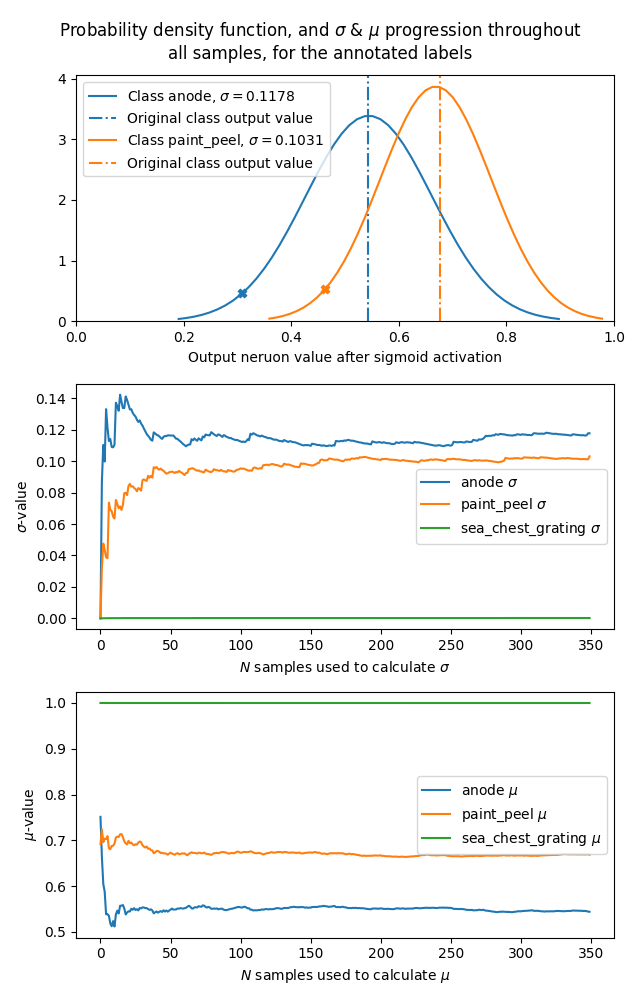 Probability density function, and σ & μ progression throughout
all samples, for the annotated labels
4
3
2
1
0
Class anode, σ = 0.1178
Original class output value
Class paint_peel, σ = 0.1031
Original class output value
0.0 0.2 0.4 0.6 0.8 1.0
Output neruon value after sigmoid activation
σ-value
0.14
0.12
0.10
0.08
0.06
0.04
0.02
0.00
anode σ
paint_peel σ
sea_chest_grating σ
0 50 100 150 200 250 300 350
N samples used to calculate σ
μ-value
1.0
0.9
0.8
0.7
0.6
0.5
anode μ
paint_peel μ
sea_chest_grating μ
0 50 100 150 200 250 300 350
N samples used to calculate μ